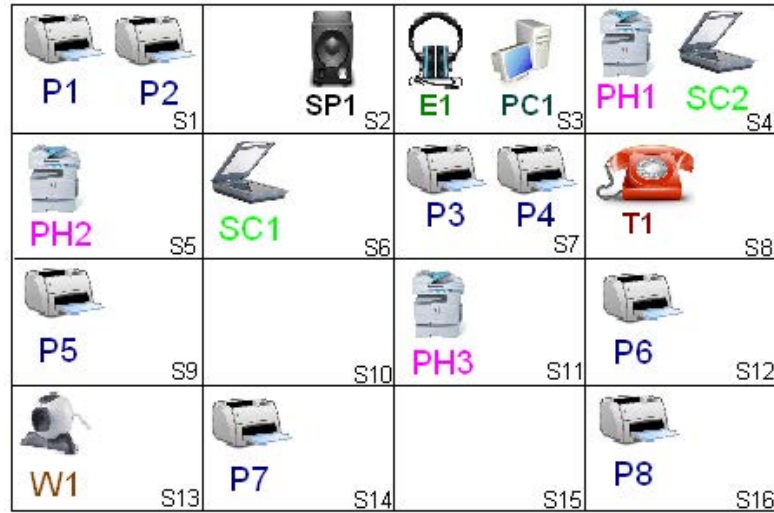 P1 P2 S1
SP1 S2
E1 PC1 S3
PH1 SC2 S4
PH2 S5
SC1 S6
P3 P4 S7
T1 S8
P5 S9
S10
PH3 S11
P6 S12
W1 S13
P7 S14
S15
P8 S16